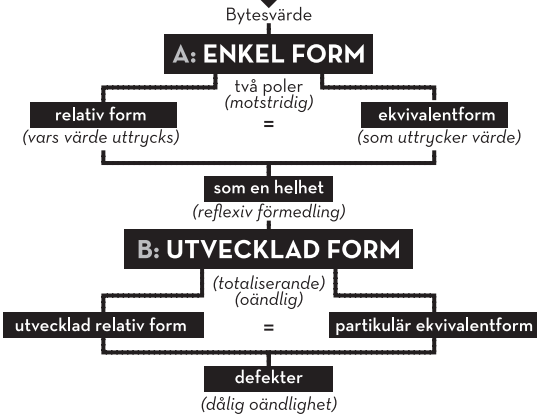 Bytesvärde
A: ENKEL FORM
två poler
(motstridig)
relativ form = ekvivalentform
(vars värde uttrycks) (som uttrycker värde)
som en helhet
(reflexiv förmedling)
B: UTVECKLAD FORM
(totaliserande)
(oändlig)
utvecklad relativ form = partikulär ekvivalentform
defekter
(dålig oändlighet)